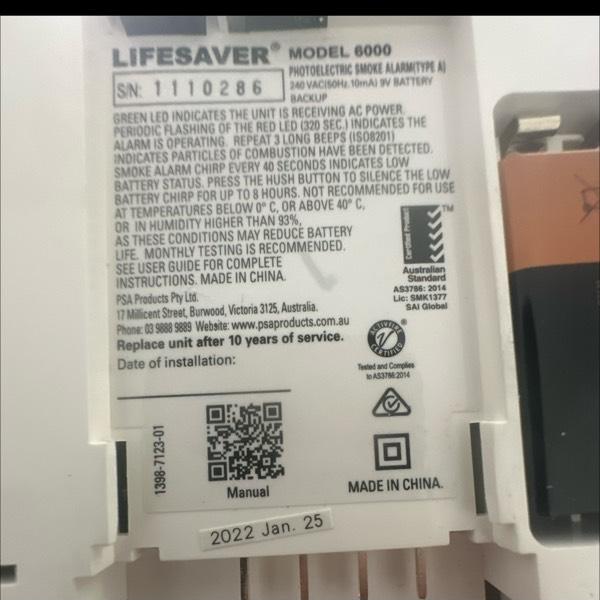 LIFESAVER® MODEL 6000
S/N: 1110286
PHOTOELECTRIC SMOKE ALARM(TYPE A)
240 VAC(50Hz. 10mA) 9V BATTERY
BACKUP
GREEN LED INDICATES THE UNIT IS RECEIVING AC POWER.
PERIODIC FLASHING OF THE RED LED (320 SEC.) INDICATES THE
ALARM IS OPERATING. REPEAT 3 LONG BEEPS (ISO8201)
INDICATES PARTICLES OF COMBUSTION HAVE BEEN DETECTED.
SMOKE ALARM CHIRP EVERY 40 SECONDS INDICATES LOW
BATTERY STATUS. PRESS THE HUSH BUTTON TO SILENCE THE LOW
BATTERY CHIRP FOR UP TO 8 HOURS. NOT RECOMMENDED FOR USE
AT TEMPERATURES BELOW 0° C, OR ABOVE 40° C,
OR IN HUMIDITY HIGHER THAN 93%,
AS THESE CONDITIONS MAY REDUCE BATTERY
LIFE. MONTHLY TESTING IS RECOMMENDED.
SEE USER GUIDE FOR COMPLETE
INSTRUCTIONS. MADE IN CHINA.
Certified Product
TM
Australian
Standard
AS3786: 2014
Lic: SMK1377
SAI Global
PSA Products Pty Ltd.
17 Millicent Street, Burwood, Victoria 3125, Australia.
Phone: 03 9888 9889 Website: www.psaproducts.com.au
Replace unit after 10 years of service.
Date of installation:
ACTIVFIRE
CERTIFIED
®
Tested and Complies
to AS3786:2014
1398-7123-01
Manual
MADE IN CHINA.
2022 Jan. 25